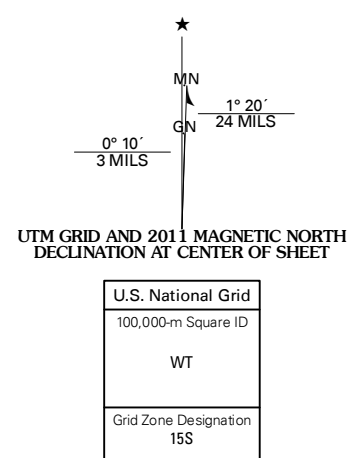 ★
MN
GN
1° 20´
24 MILS
0° 10´
3 MILS
UTM GRID AND 2011 MAGNETIC NORTH
DECLINATION AT CENTER OF SHEET
U.S. National Grid
100,000-m Square ID
WT
Grid Zone Designation
15S